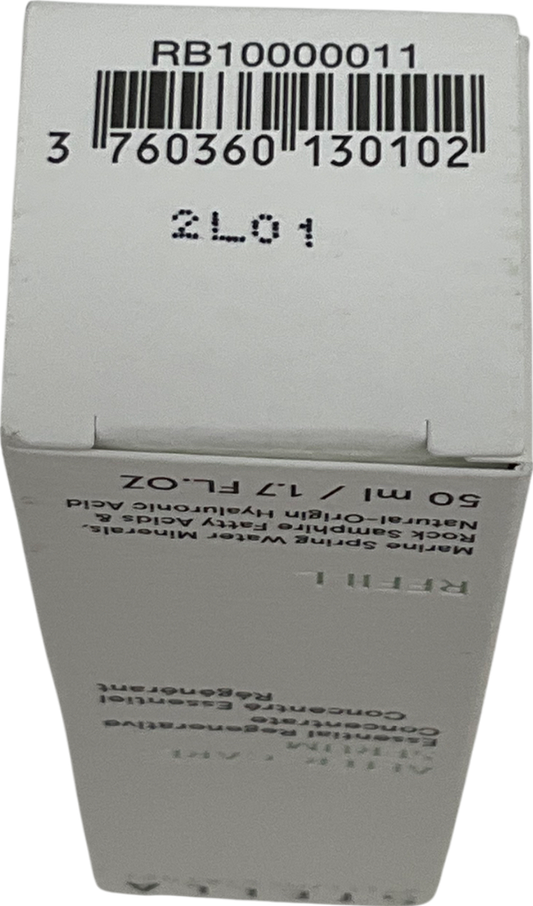 RB10000011
3 760360 130102
2L01
50 ml / 1.7 FL.OZ
Natural-Origin Hyaluronic Acid
Rock Samphire Fatty Acids &
Marine Spring Water Minerals,
REFILL
Régénérant
Concentré Essentiel
Concentrate
Essential Regenerative
SERUM